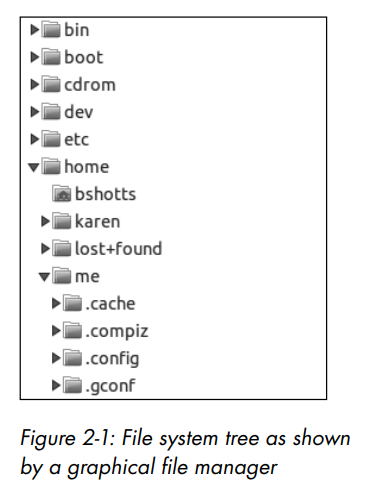 bin
boot
cdrom
dev
etc
home
bshotts
karen
lost+found
me
.cache
.compiz
.config
.gconf
Figure 2-1: File system tree as shown
by a graphical file manager